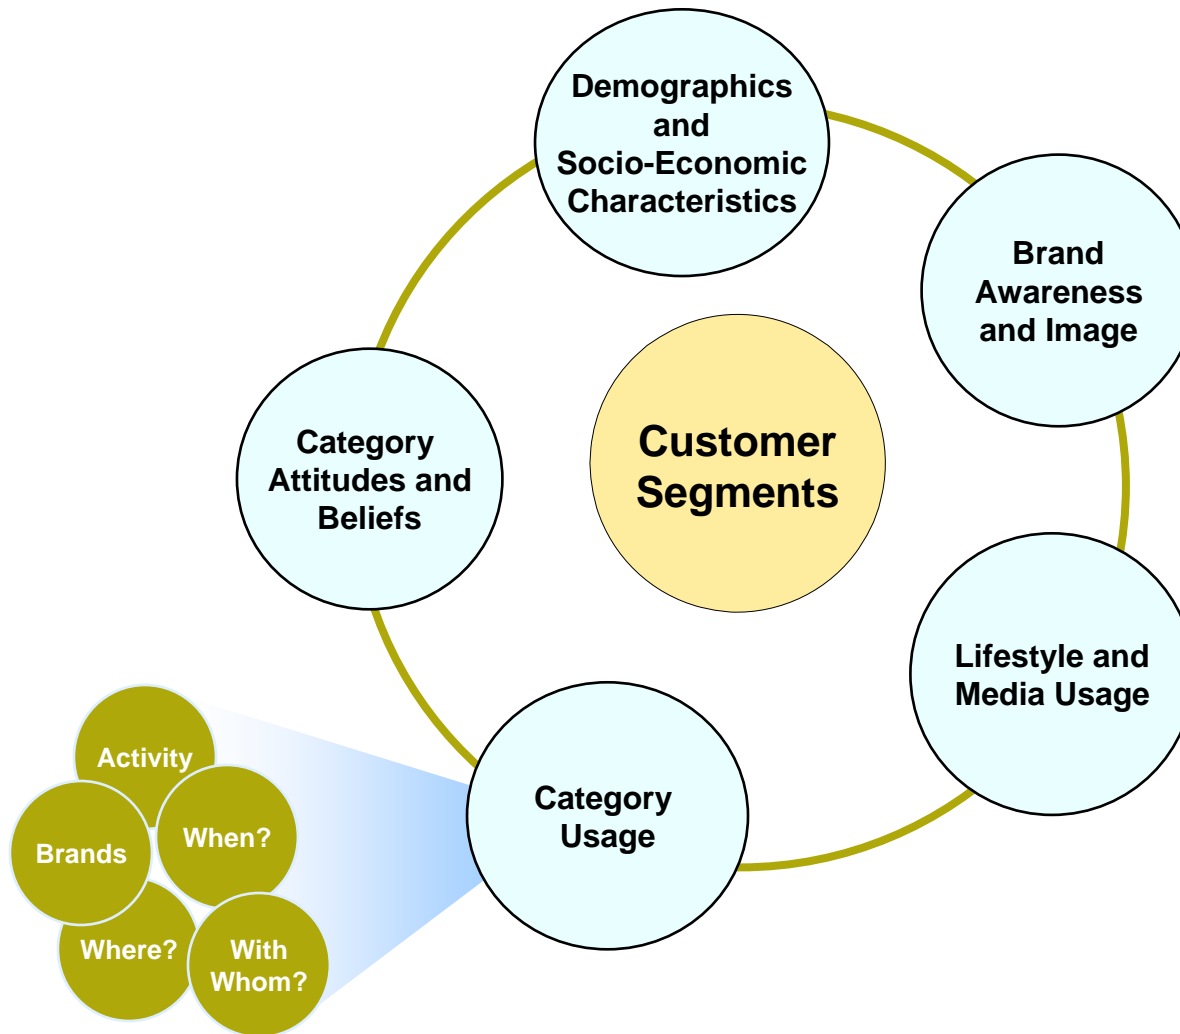 Demographics
and
Socio-Economic
Characteristics
Brand
Awareness
and Image
Customer
Segments
Category
Attitudes and
Beliefs
Lifestyle and
Media Usage
Category
Usage
Activity
When?
Brands
Where?
With
Whom?